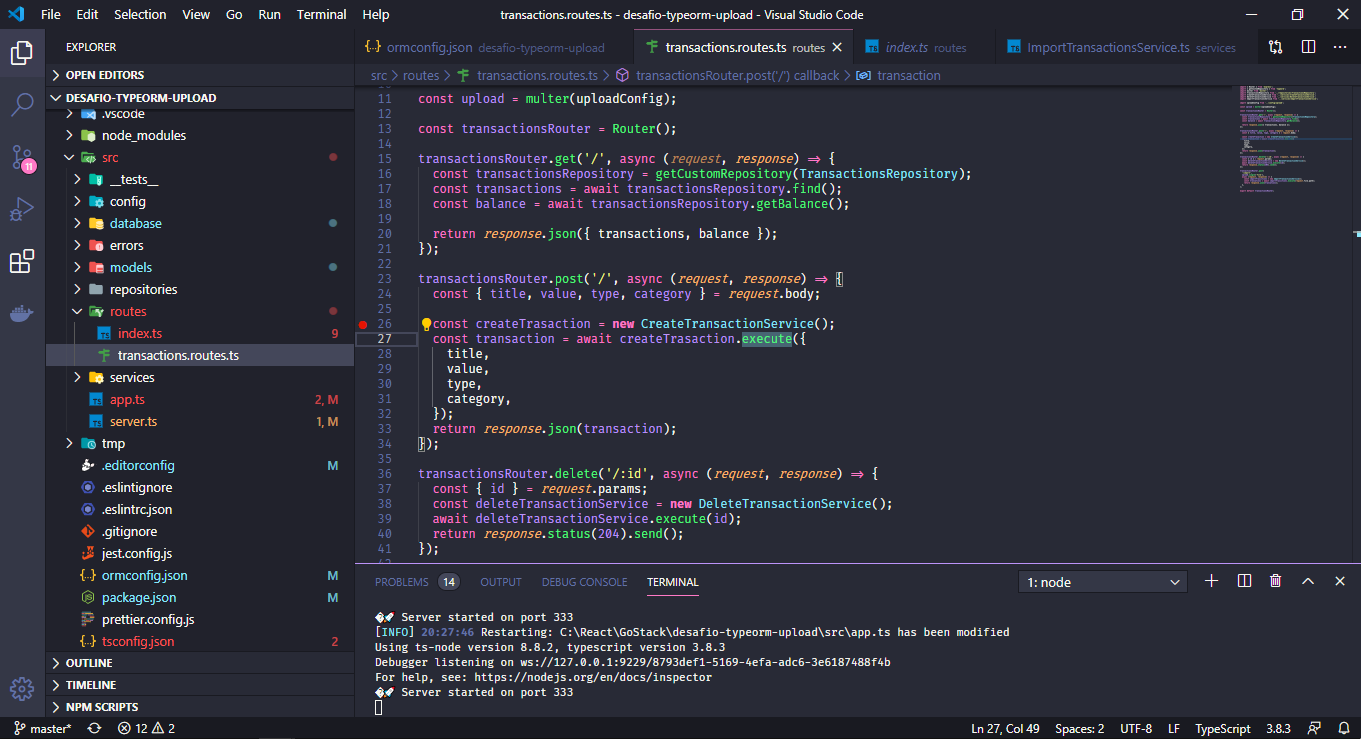 File Edit Selection View Go Run Terminal Help
transactions.routes.ts - desafio-typeorm-upload - Visual Studio Code
EXPLORER
OPEN EDITORS
DESAFIO-TYPEORM-UPLOAD
.vscode
node_modules
src
__tests__
config
database
errors
models
repositories
routes
index.ts 9
transactions.routes.ts
services
app.ts 2, M
server.ts 1, M
tmp
.editorconfig M
.eslintignore
.eslintrc.json
.gitignore
jest.config.js
ormconfig.json M
package.json M
prettier.config.js
tsconfig.json 2
OUTLINE
TIMELINE
NPM SCRIPTS
11
ormconfig.json desafio-typeorm-upload
transactions.routes.ts routes
index.ts routes
ImportTransactionsService.ts services
src > routes > transactions.routes.ts > transactionsRouter.post('/') callback > transaction
11 const upload = multer(uploadConfig);
12
13 const transactionsRouter = Router();
14
15 transactionsRouter.get('/', async (request, response) => {
16 const transactionsRepository = getCustomRepository(TransactionsRepository);
17 const transactions = await transactionsRepository.find();
18 const balance = await transactionsRepository.getBalance();
19
20 return response.json({ transactions, balance });
21 });
22
23 transactionsRouter.post('/', async (request, response) => {
24 const { title, value, type, category } = request.body;
25
26 const createTrasaction = new CreateTransactionService();
27 const transaction = await createTrasaction.execute({
28 title,
29 value,
30 type,
31 category,
32 });
33 return response.json(transaction);
34 });
35
36 transactionsRouter.delete('/:id', async (request, response) => {
37 const { id } = request.params;
38 const deleteTransactionService = new DeleteTransactionService();
39 await deleteTransactionService.execute(id);
40 return response.status(204).send();
41 });
PROBLEMS 14 OUTPUT DEBUG CONSOLE TERMINAL
1: node
Server started on port 333
[INFO] 20:27:46 Restarting: C:\React\GoStack\desafio-typeorm-upload\src\app.ts has been modified
Using ts-node version 8.8.2, typescript version 3.8.3
Debugger listening on ws://127.0.0.1:9229/8793def1-5169-4efa-adc6-3e6187488f4b
For help, see: https://nodejs.org/en/docs/inspector
Server started on port 333
master* 12 2
Ln 27, Col 49 Spaces: 2 UTF-8 LF TypeScript 3.8.3